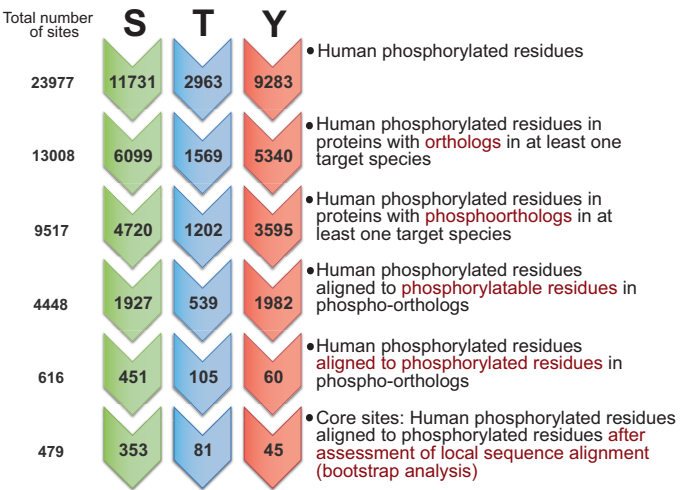 Total number
of sites
S T Y
23977 11731 2963 9283
• Human phosphorylated residues
13008 6099 1569 5340
• Human phosphorylated residues in
proteins with orthologs in at least one
target species
9517 4720 1202 3595
• Human phosphorylated residues in
proteins with phosphoorthologs in at
least one target species
4448 1927 539 1982
• Human phosphorylated residues
aligned to phosphorylatable residues in
phospho-orthologs
616 451 105 60
• Human phosphorylated residues
aligned to phosphorylated residues in
phospho-orthologs
479 353 81 45
• Core sites: Human phosphorylated residues
aligned to phosphorylated residues after
assessment of local sequence alignment
(bootstrap analysis)